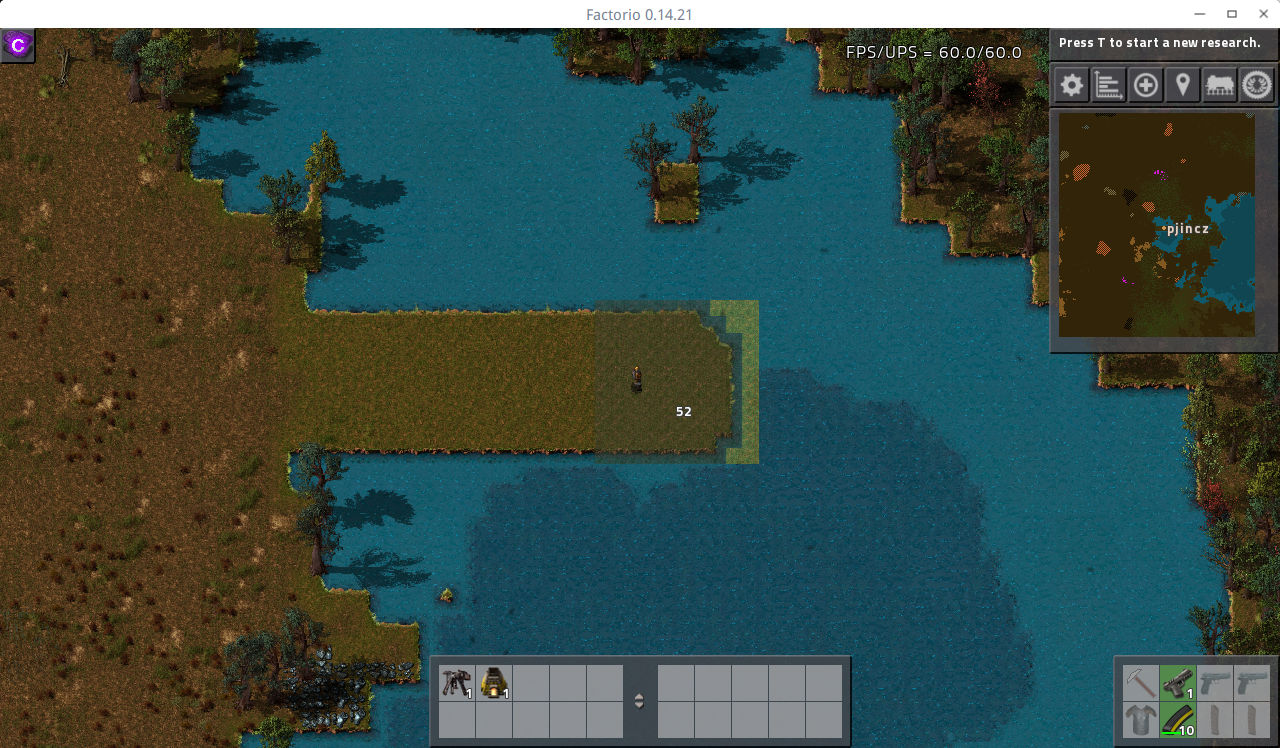 Factorio 0.14.21
C
FPS/UPS = 60.0/60.0
Press T to start a new research.
pjincz
52
1
1
1
10